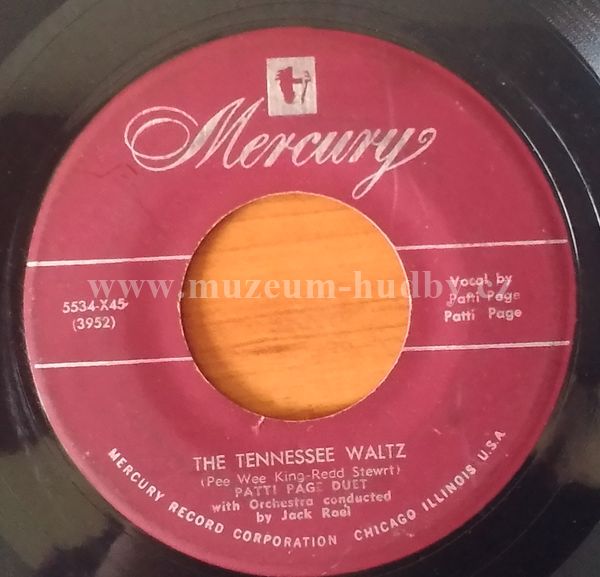 Mercury
www.muzeum-hudby.cz
5534-X45
(3952)
Vocal by
Patti Page
Patti Page
THE TENNESSEE WALTZ
(Pee Wee King-Redd Stewrt)
PATTI PAGE DUET
with Orchestra conducted
by Jack Rael
MERCURY RECORD CORPORATION CHICAGO ILLINOIS U.S.A